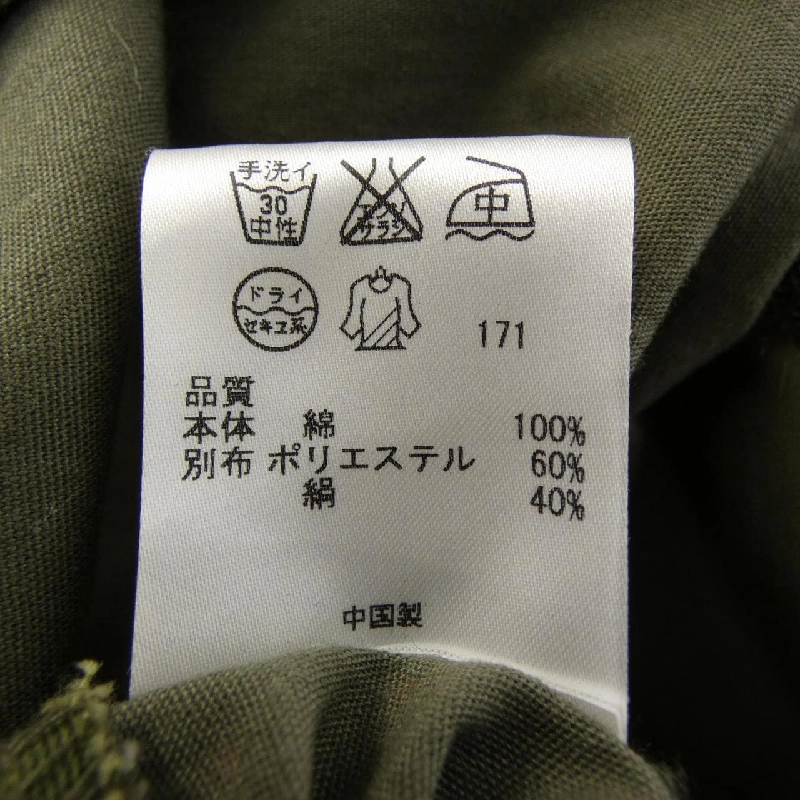 手洗イ
30
中性
エンソ
サラシ
中
ドライ
セキユ系
171
品質
本体 綿 100%
別布 ポリエステル 60%
絹 40%
中国製